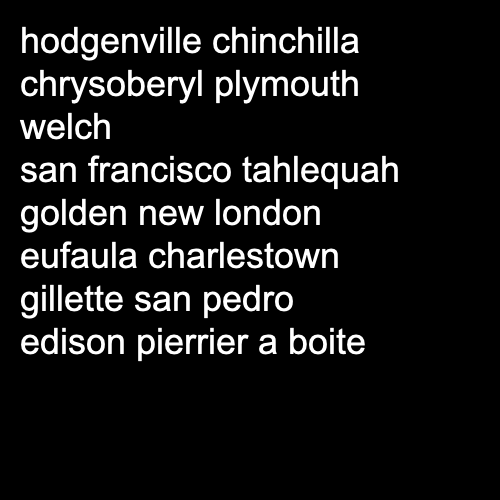 hodgenville chinchilla
chrysoberyl plymouth
welch
san francisco tahlequah
golden new london
eufaula charlestown
gillette san pedro
edison pierrier a boite